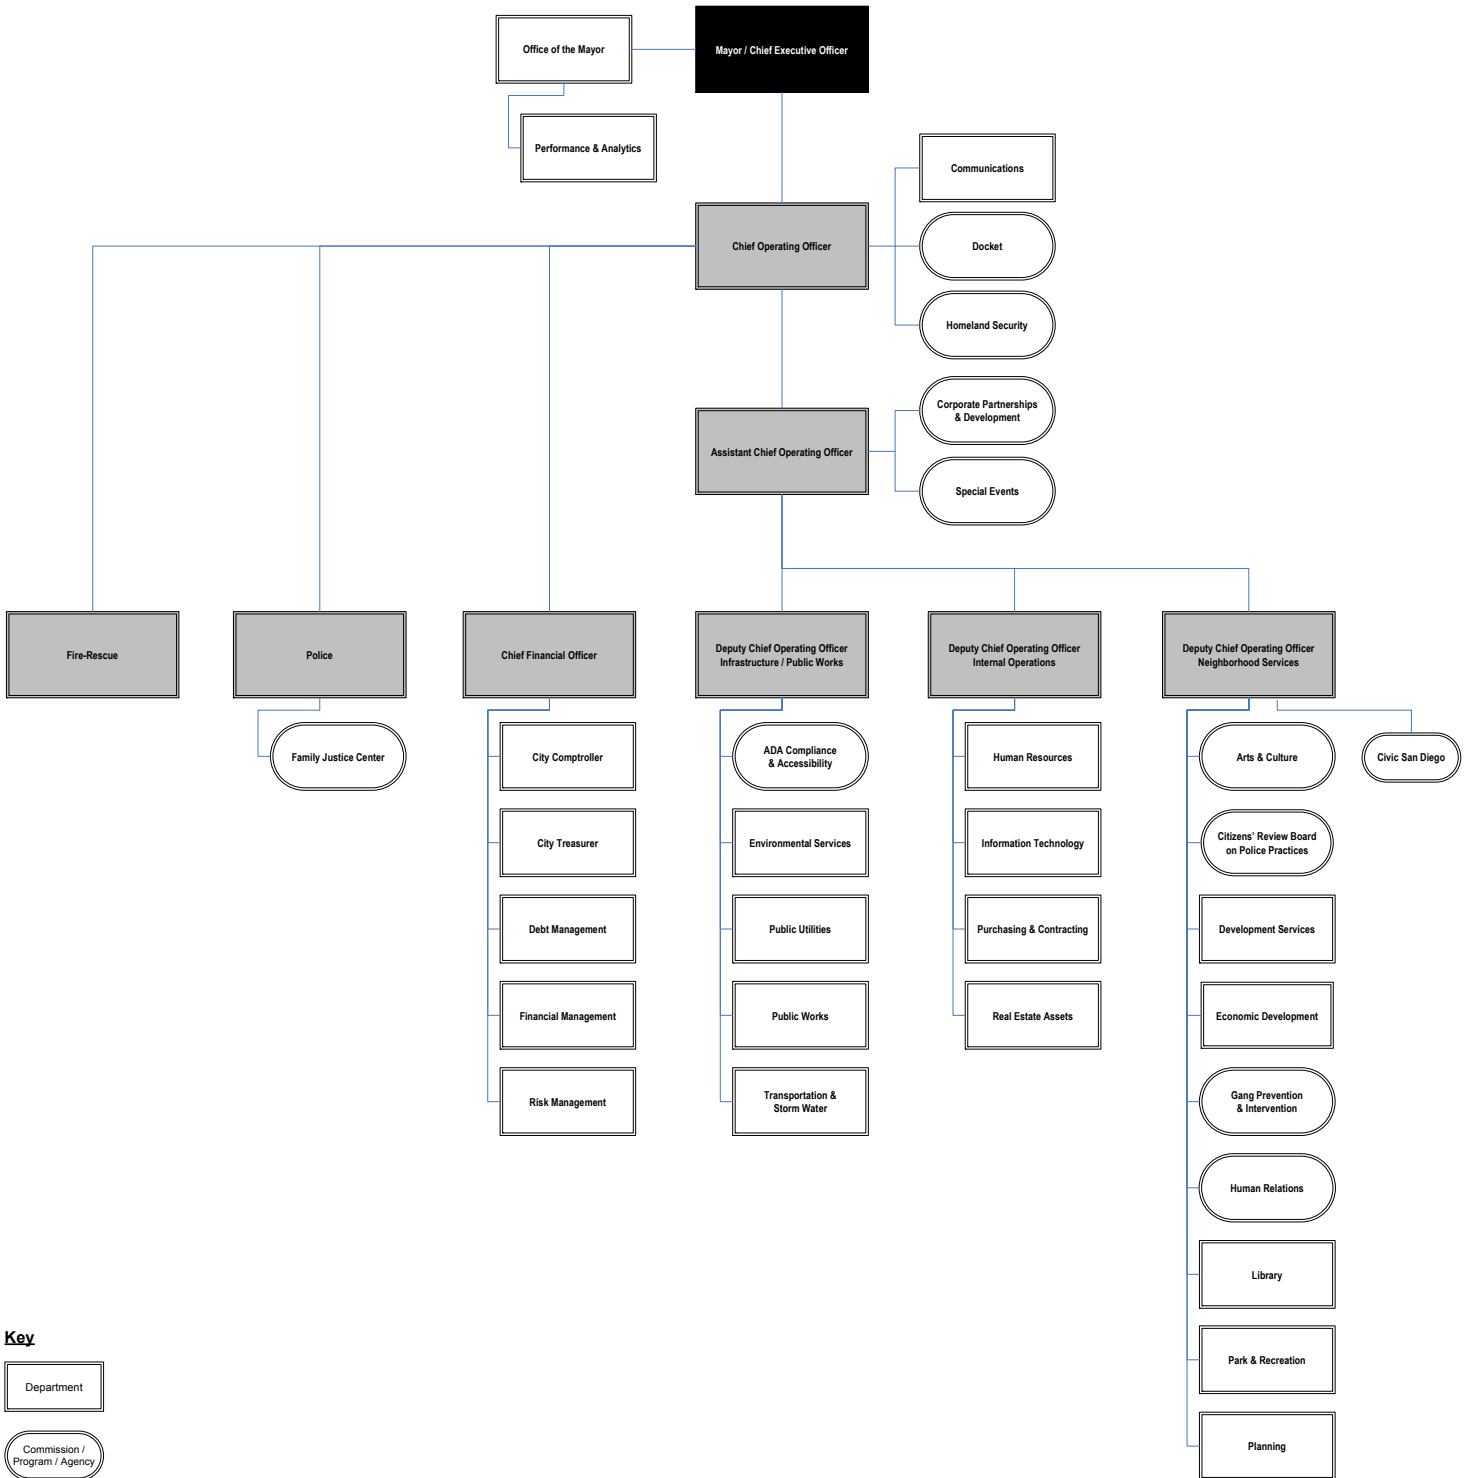 Office of the Mayor
Mayor / Chief Executive Officer
Performance & Analytics
Communications
Chief Operating Officer
Docket
Homeland Security
Corporate Partnerships
& Development
Assistant Chief Operating Officer
Special Events
Fire-Rescue
Police
Chief Financial Officer
Deputy Chief Operating Officer
Infrastructure / Public Works
Deputy Chief Operating Officer
Internal Operations
Deputy Chief Operating Officer
Neighborhood Services
Family Justice Center
City Comptroller
City Treasurer
Debt Management
Financial Management
Risk Management
ADA Compliance
& Accessibility
Environmental Services
Public Utilities
Public Works
Transportation &
Storm Water
Human Resources
Information Technology
Purchasing & Contracting
Real Estate Assets
Arts & Culture
Civic San Diego
Citizens’ Review Board
on Police Practices
Development Services
Economic Development
Gang Prevention
& Intervention
Human Relations
Library
Park & Recreation
Planning
Key
Department
Commission /
Program / Agency